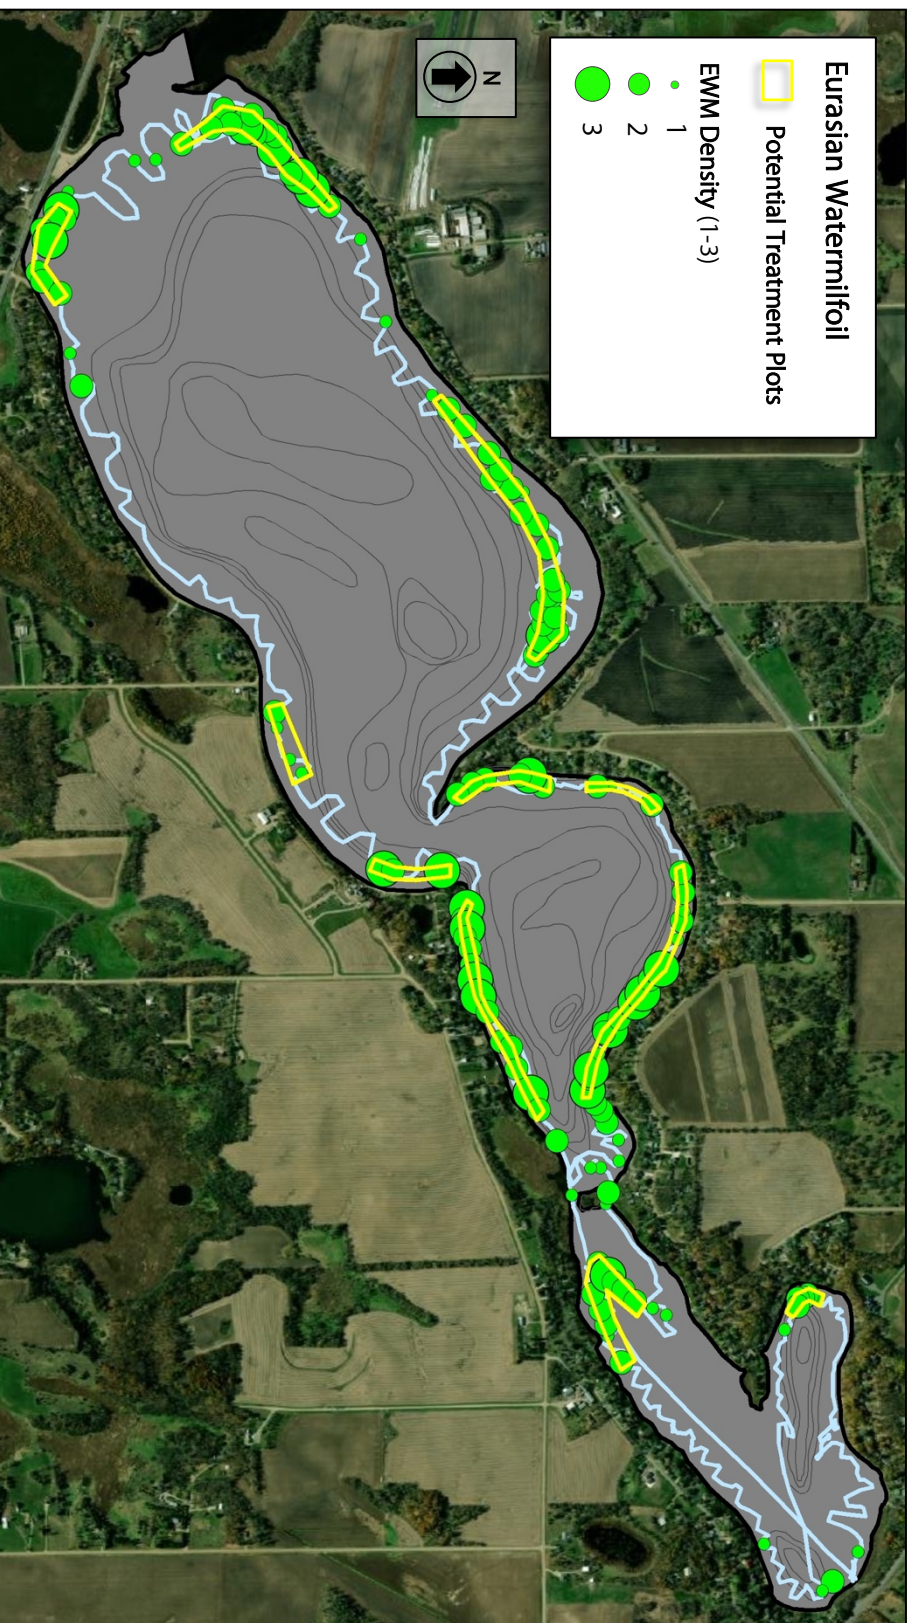 Eurasian Watermilfoil
Potential Treatment Plots
EWM Density (1-3)
1
2
3
N